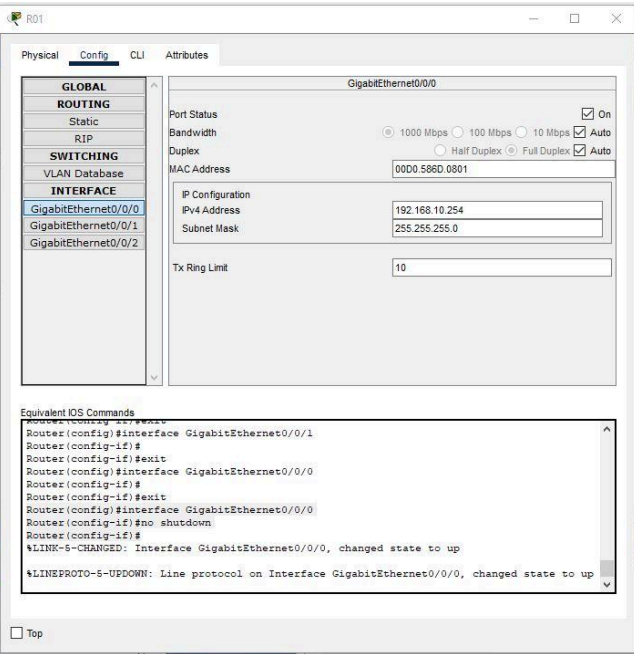 R01
Physical Config CLI Attributes
GLOBAL
ROUTING
Static
RIP
SWITCHING
VLAN Database
INTERFACE
GigabitEthernet0/0/0
GigabitEthernet0/0/1
GigabitEthernet0/0/2
GigabitEthernet0/0/0
Port Status On
Bandwidth 1000 Mbps 100 Mbps 10 Mbps Auto
Duplex Half Duplex Full Duplex Auto
MAC Address 00D0.586D.0801
IP Configuration
IPv4 Address 192.168.10.254
Subnet Mask 255.255.255.0
Tx Ring Limit 10
Equivalent IOS Commands
Router(config-if)#exit
Router(config)#interface GigabitEthernet0/0/1
Router(config-if)#
Router(config-if)#exit
Router(config)#interface GigabitEthernet0/0/0
Router(config-if)#
Router(config-if)#exit
Router(config)#interface GigabitEthernet0/0/0
Router(config-if)#no shutdown
Router(config-if)#
%LINK-5-CHANGED: Interface GigabitEthernet0/0/0, changed state to up
%LINEPROTO-5-UPDOWN: Line protocol on Interface GigabitEthernet0/0/0, changed state to up
Top